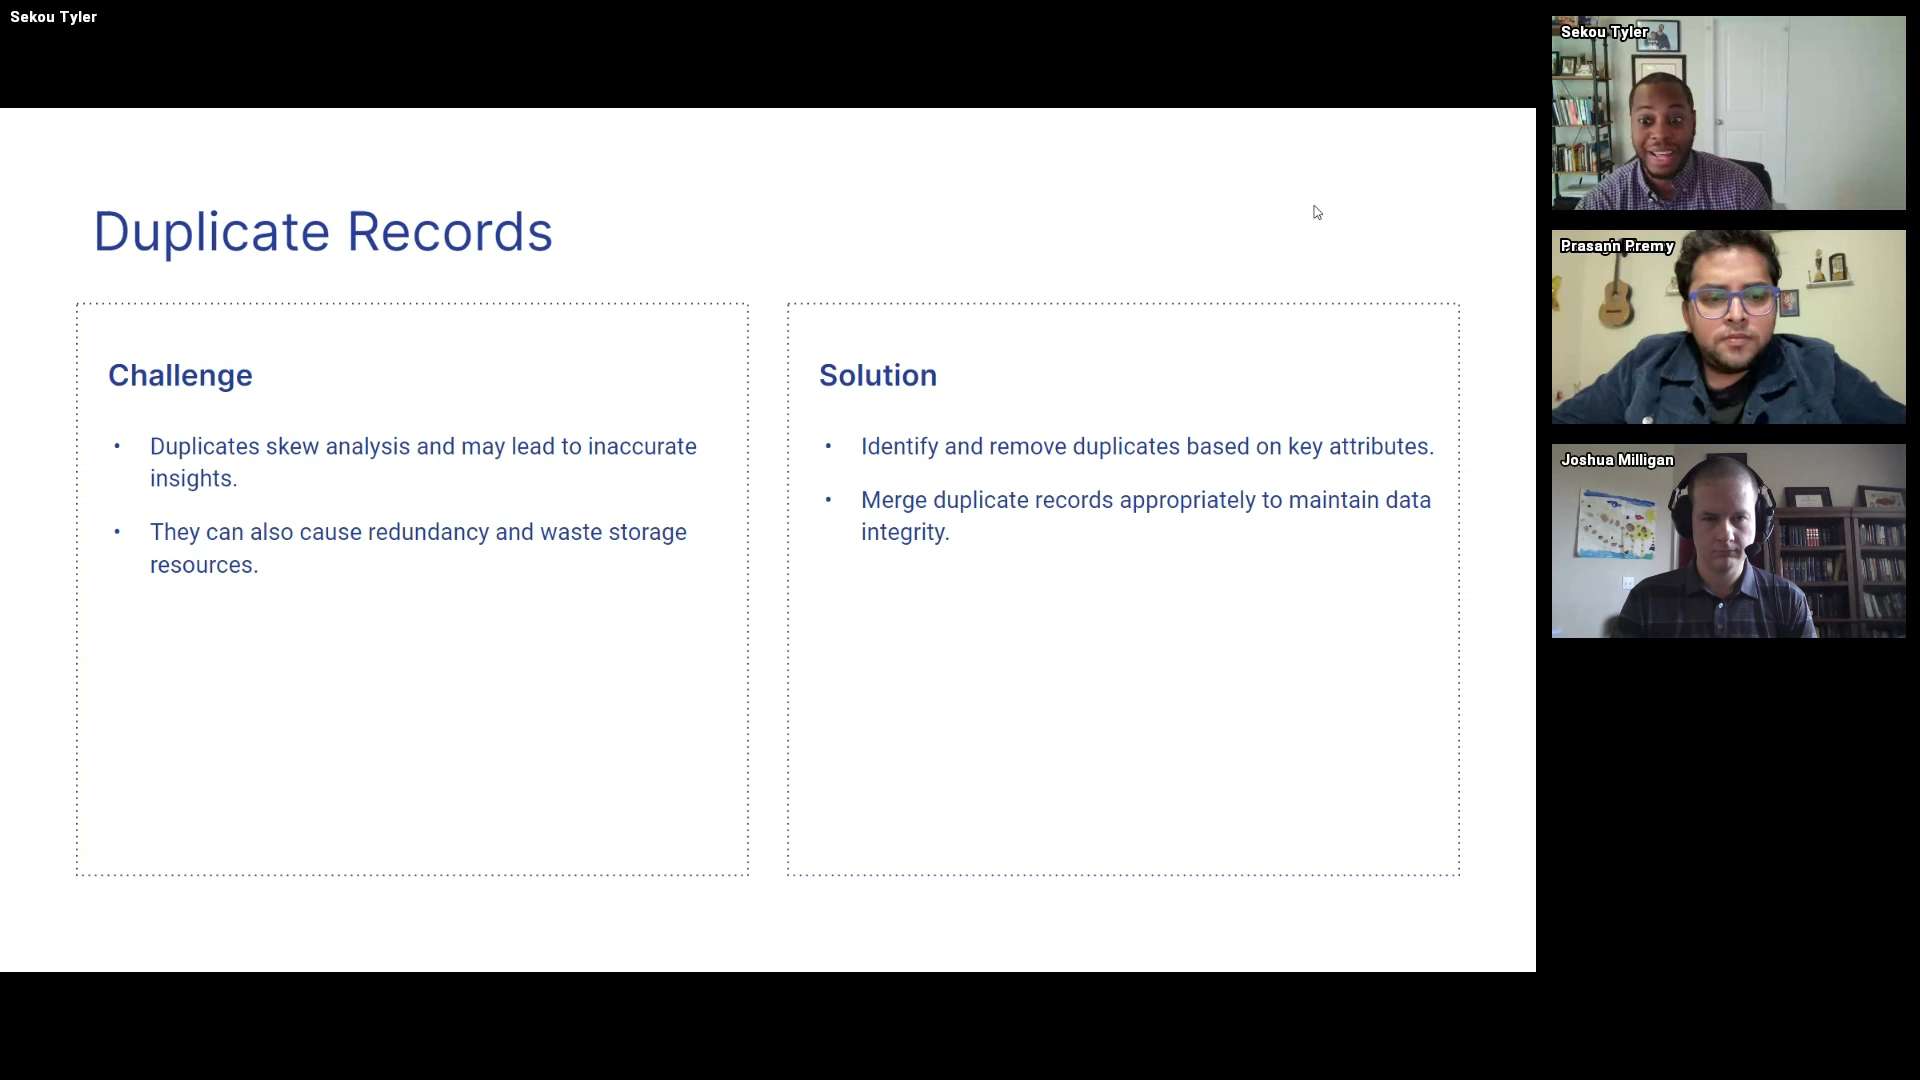 Sekou Tyler
Duplicate Records
Challenge
• Duplicates skew analysis and may lead to inaccurate
insights.
• They can also cause redundancy and waste storage
resources.
Solution
• Identify and remove duplicates based on key attributes.
• Merge duplicate records appropriately to maintain data
integrity.
Sekou Tyler
Prasann Premy
Joshua Milligan